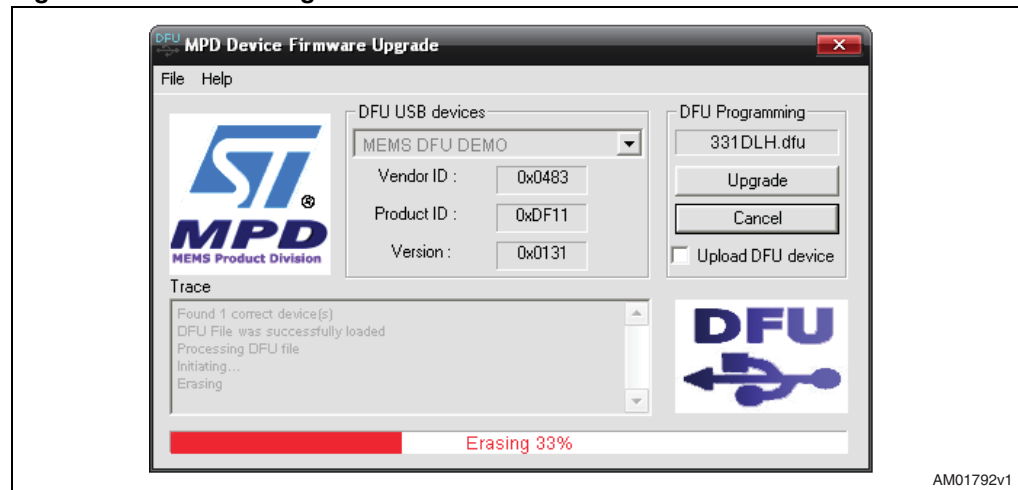 DFU MPD Device Firmware Upgrade
File Help
DFU USB devices
MEMS DFU DEMO
Vendor ID : 0x0483
Product ID : 0xDF11
Version : 0x0131
DFU Programming
331DLH.dfu
Upgrade
Cancel
Upload DFU device
ST®
MPD
MEMS Product Division
Trace
Found 1 correct device(s)
DFU File was successfully loaded
Processing DFU file
Initiating...
Erasing
DFU
Erasing 33%
AM01792v1